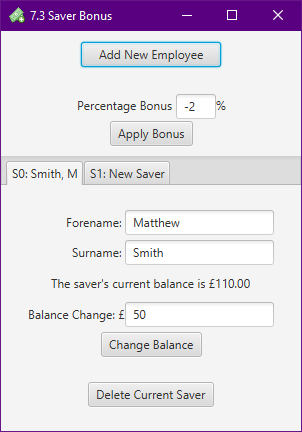 7.3 Saver Bonus
Add New Employee
Percentage Bonus -2 %
Apply Bonus
S0: Smith, M S1: New Saver
Forename: Matthew
Surname: Smith
The saver's current balance is £110.00
Balance Change: £ 50
Change Balance
Delete Current Saver